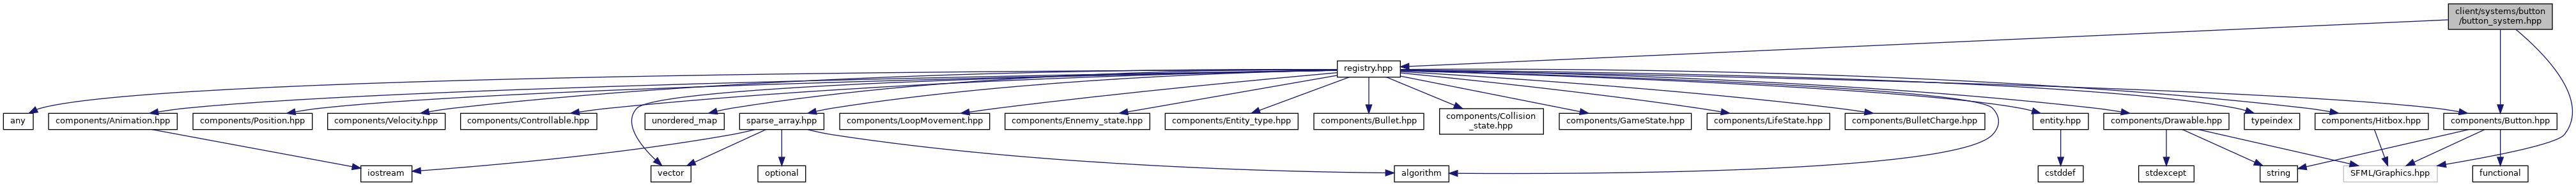 client/systems/button
/button_system.hpp
registry.hpp
any
components/Animation.hpp
components/Position.hpp
components/Velocity.hpp
components/Controllable.hpp
unordered_map
sparse_array.hpp
components/LoopMovement.hpp
components/Ennemy_state.hpp
components/Entity_type.hpp
components/Bullet.hpp
components/Collision
_state.hpp
components/GameState.hpp
components/LifeState.hpp
components/BulletCharge.hpp
entity.hpp
components/Drawable.hpp
typeindex
components/Hitbox.hpp
components/Button.hpp
iostream
vector
optional
algorithm
cstddef
stdexcept
string
SFML/Graphics.hpp
functional